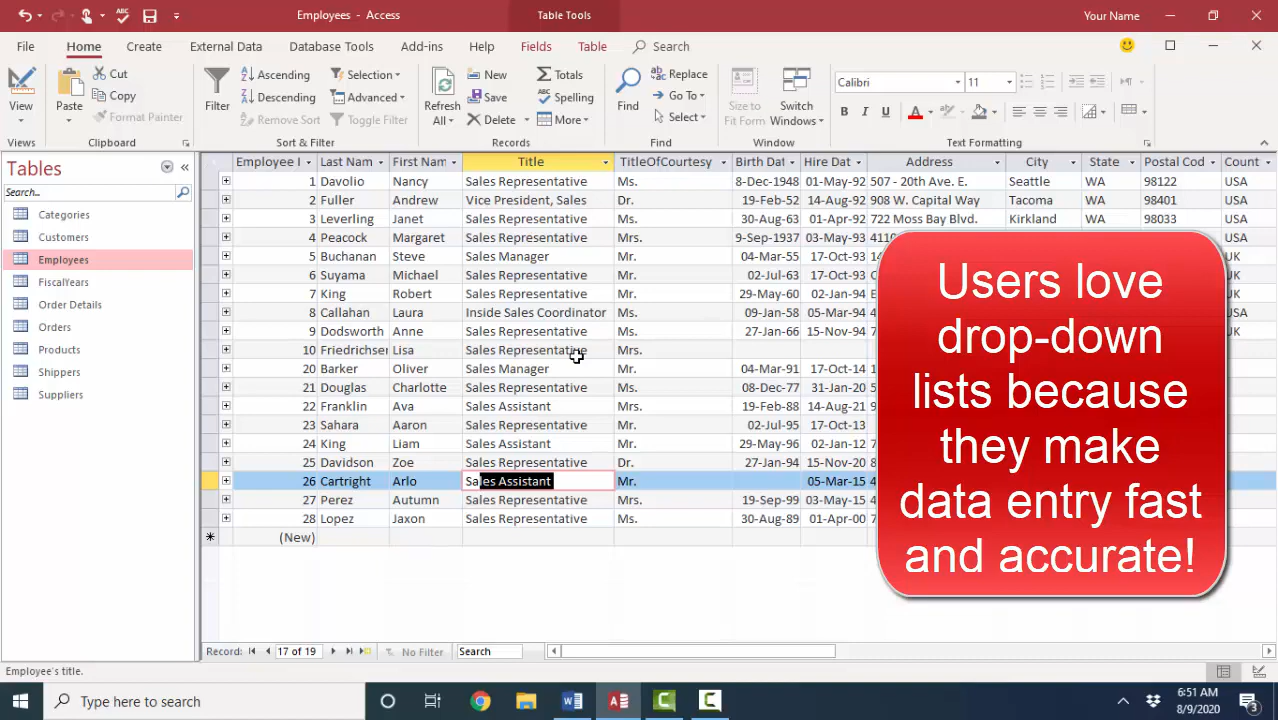 Employees - Access
Table Tools
Your Name
File Home Create External Data Database Tools Add-ins Help Fields Table Search
View
Views
Paste
Cut
Copy
Format Painter
Clipboard
Filter
Ascending
Descending
Remove Sort
Selection
Advanced
Toggle Filter
Sort & Filter
Refresh
All
New
Save
Delete
Totals
Spelling
More
Records
Find
Replace
Go To
Select
Find
Size to
Fit Form
Switch
Windows
Window
Calibri 11
B I U A
Text Formatting
Tables
Search...
Categories
Customers
Employees
FiscalYears
Order Details
Orders
Products
Shippers
Suppliers
Employee I Last Nam First Nam Title TitleOfCourtesy Birth Dat Hire Dat Address City State Postal Cod Count
1 Davolio Nancy Sales Representative Ms. 8-Dec-1948 01-May-92 507 - 20th Ave. E. Seattle WA 98122 USA
2 Fuller Andrew Vice President, Sales Dr. 19-Feb-52 14-Aug-92 908 W. Capital Way Tacoma WA 98401 USA
3 Leverling Janet Sales Representative Ms. 30-Aug-63 01-Apr-92 722 Moss Bay Blvd. Kirkland WA 98033 USA
4 Peacock Margaret Sales Representative Mrs. 9-Sep-1937 03-May-93 4110 USA
5 Buchanan Steve Sales Manager Mr. 04-Mar-55 17-Oct-93 UK
6 Suyama Michael Sales Representative Mr. 02-Jul-63 17-Oct-93 UK
7 King Robert Sales Representative Mr. 29-May-60 02-Jan-94 UK
8 Callahan Laura Inside Sales Coordinator Ms. 09-Jan-58 05-Mar-94 USA
9 Dodsworth Anne Sales Representative Ms. 27-Jan-66 15-Nov-94 7 UK
10 Friedrichser Lisa Sales Representative Mrs.
20 Barker Oliver Sales Manager Mr. 04-Mar-91 17-Oct-14
21 Douglas Charlotte Sales Representative Ms. 08-Dec-77 31-Jan-20
22 Franklin Ava Sales Assistant Mrs. 19-Feb-88 14-Aug-21
23 Sahara Aaron Sales Representative Mr. 02-Jul-95 17-Oct-13
24 King Liam Sales Assistant Mr. 29-May-96 02-Jan-12
25 Davidson Zoe Sales Representative Dr. 27-Jan-94 15-Nov-20
26 Cartright Arlo Sales Assistant Mr. 05-Mar-15 4
27 Perez Autumn Sales Representative Mrs. 19-Sep-99 03-May-15
28 Lopez Jaxon Sales Representative Ms. 30-Aug-89 01-Apr-00
(New)
Users love
drop-down
lists because
they make
data entry fast
and accurate!
Record: 17 of 19 No Filter Search
Employee's title.
Type here to search
6:51 AM
8/9/2020
3